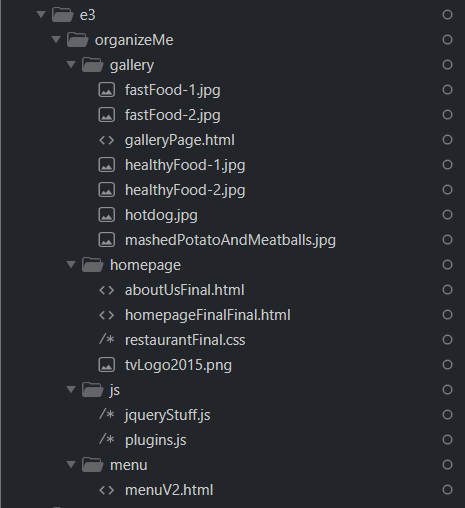 e3
organizeMe
gallery
fastFood-1.jpg
fastFood-2.jpg
galleryPage.html
healthyFood-1.jpg
healthyFood-2.jpg
hotdog.jpg
mashedPotatoAndMeatballs.jpg
homepage
aboutUsFinal.html
homepageFinalFinal.html
restaurantFinal.css
tvLogo2015.png
js
jqueryStuff.js
plugins.js
menu
menuV2.html